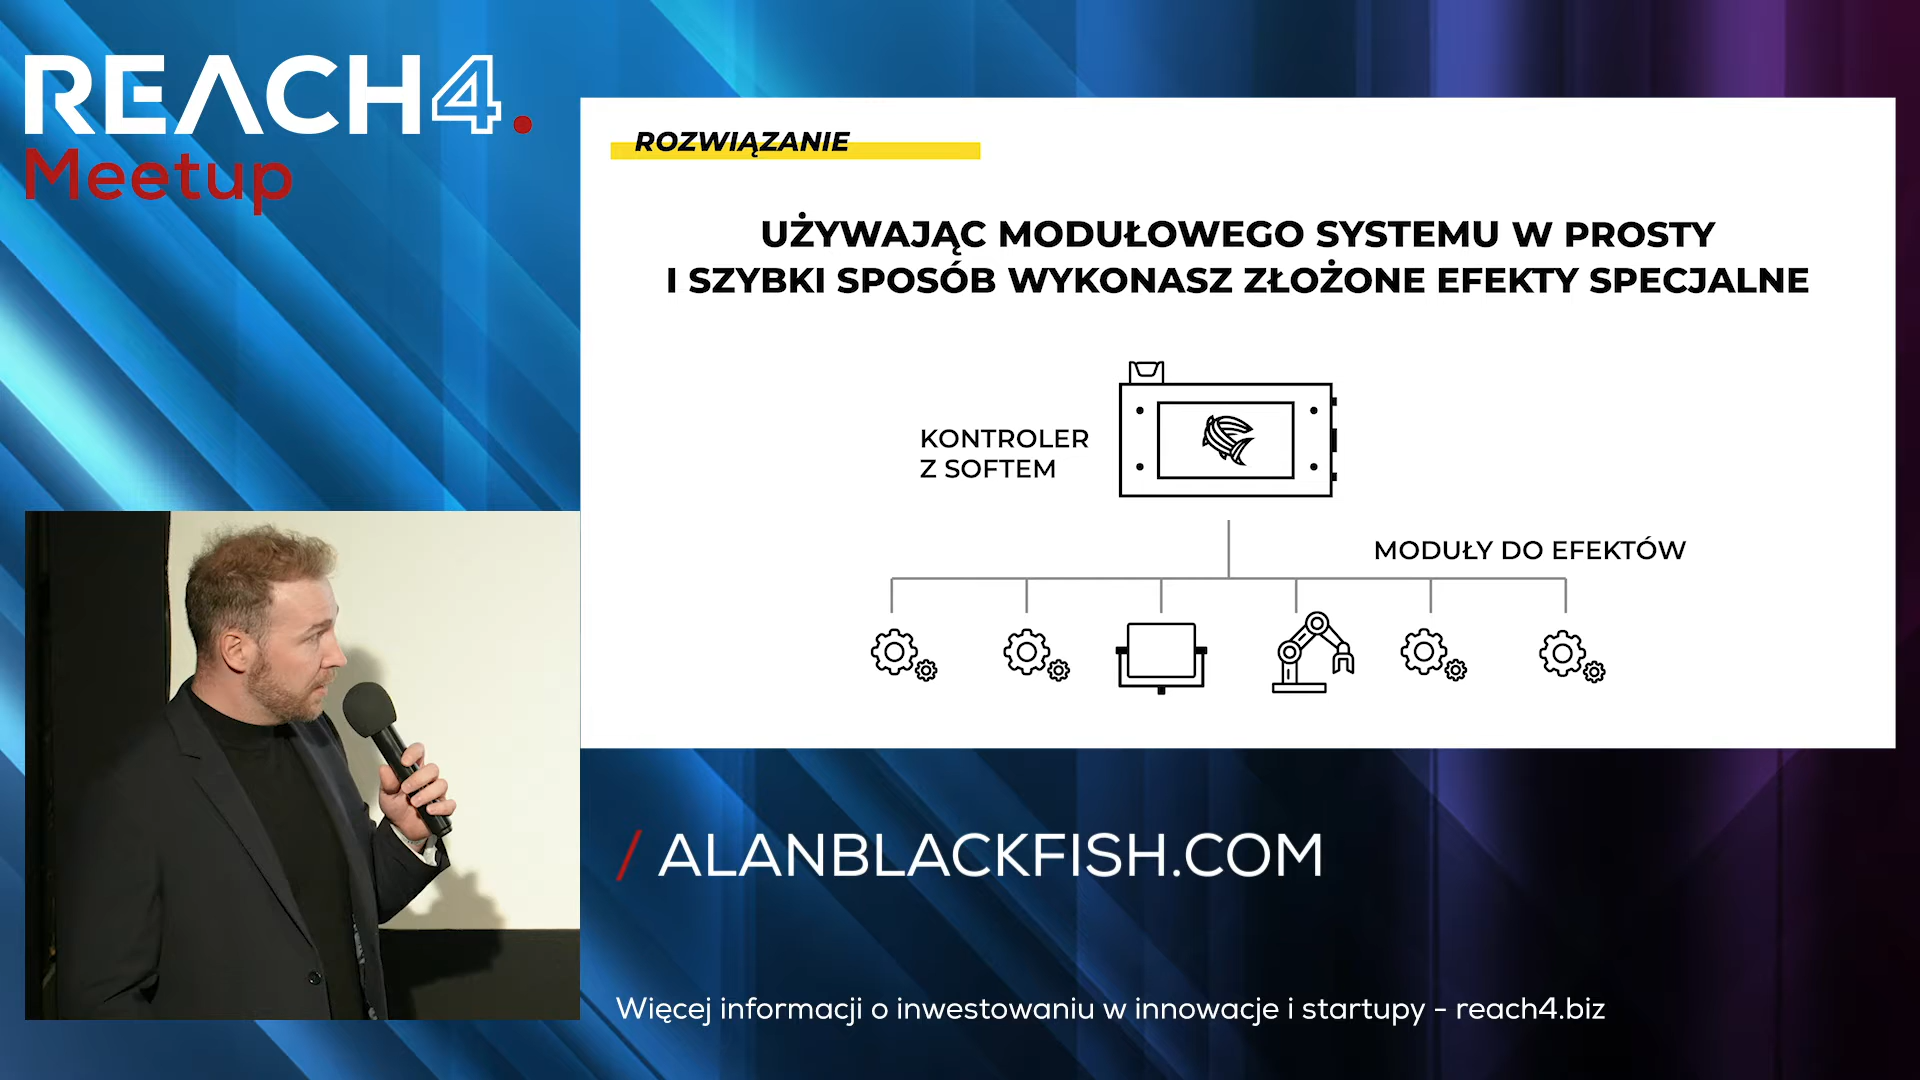 REACH4.
Meetup
ROZWIĄZANIE
UŻYWAJĄC MODUŁOWEGO SYSTEMU W PROSTY
I SZYBKI SPOSÓB WYKONASZ ZŁOŻONE EFEKTY SPECJALNE
KONTROLER
Z SOFTEM
MODUŁY DO EFEKTÓW
/ ALANBLACKFISH.COM
Więcej informacji o inwestowaniu w innowacje i startupy - reach4.biz